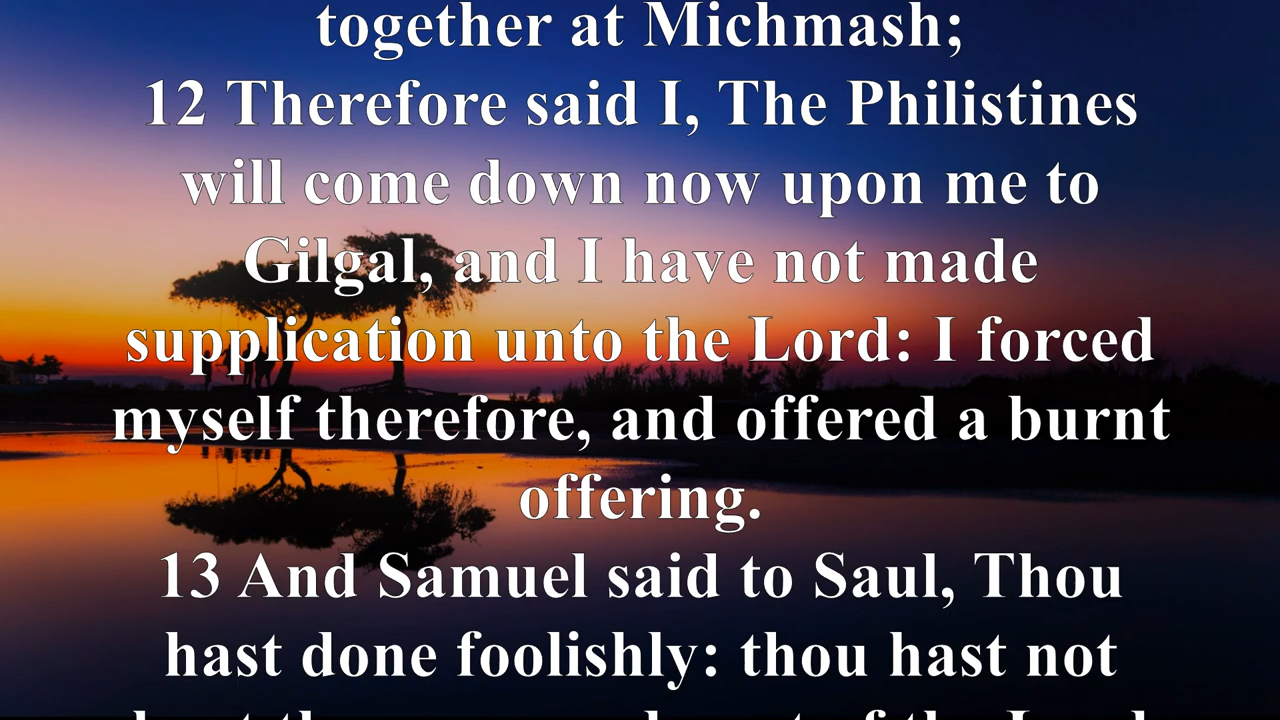 together at Michmash;
12 Therefore said I, The Philistines
will come down now upon me to
Gilgal, and I have not made
supplication unto the Lord: I forced
myself therefore, and offered a burnt
offering.
13 And Samuel said to Saul, Thou
hast done foolishly: thou hast not